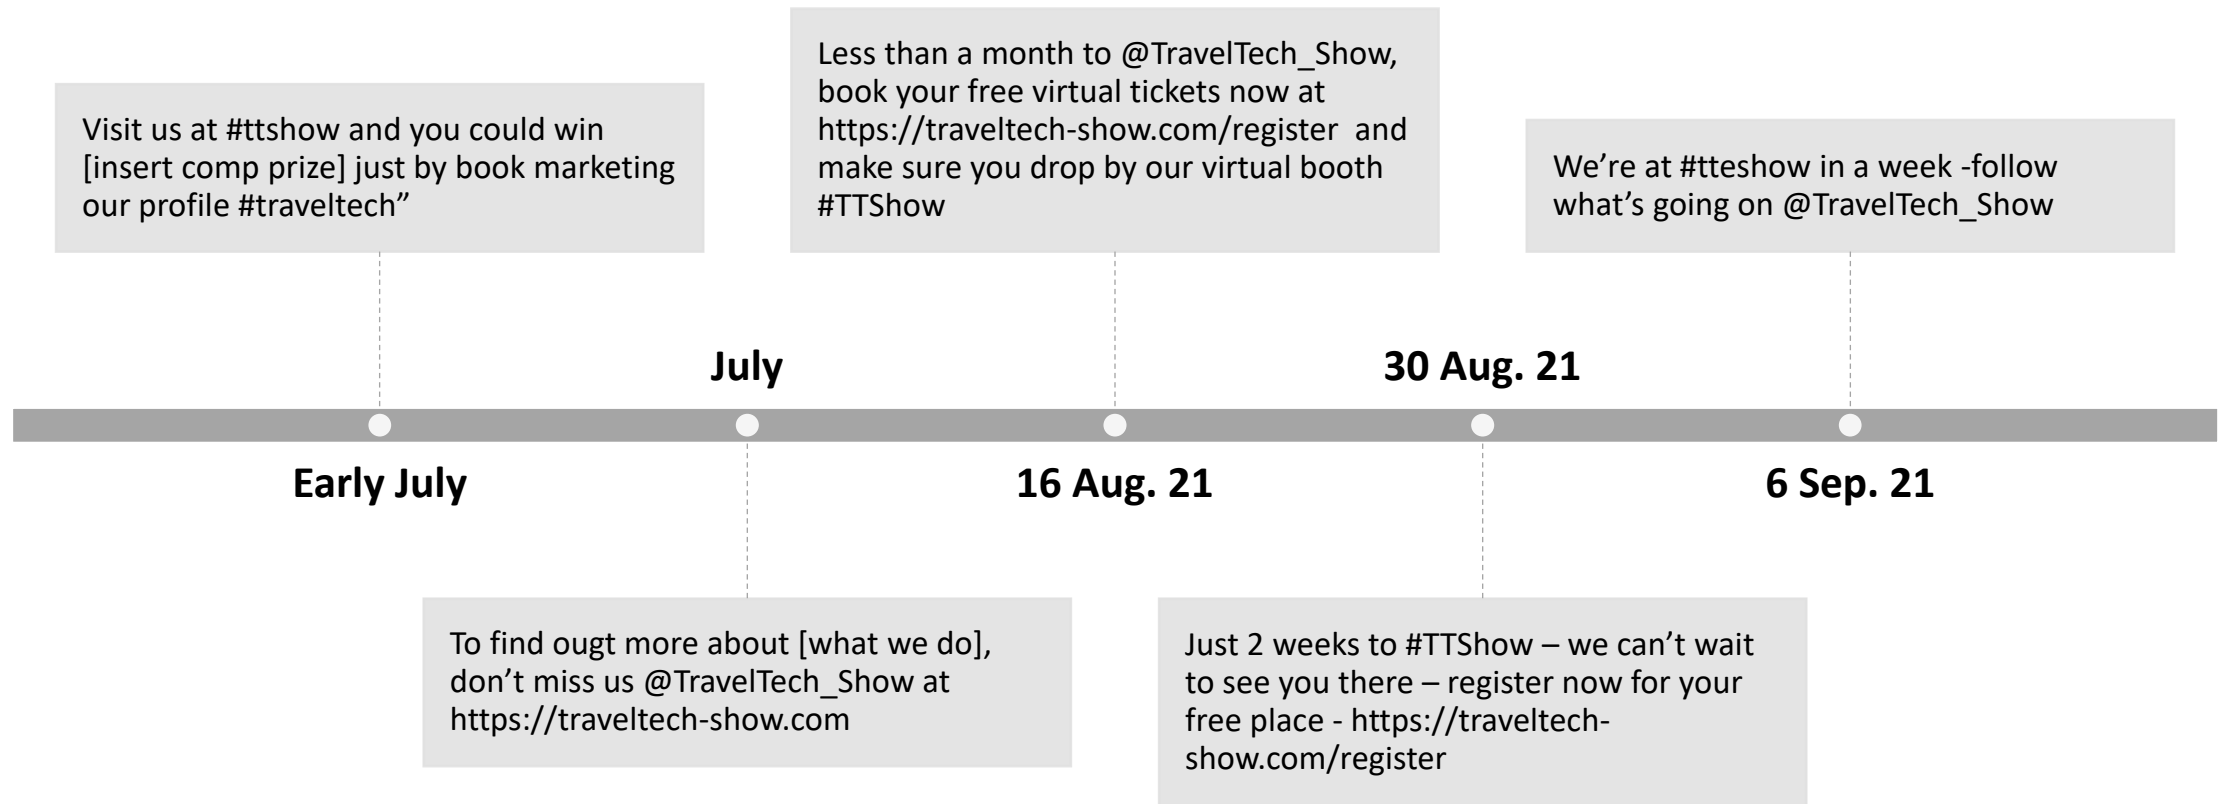 Visit us at #ttshow and you could win
[insert comp prize] just by book marketing
our profile #traveltech”
Less than a month to @TravelTech_Show,
book your free virtual tickets now at
https://traveltech-show.com/register  and
make sure you drop by our virtual booth
#TTShow
We’re at #tteshow in a week -follow
what’s going on @TravelTech_Show
July
30 Aug. 21
Early July
16 Aug. 21
6 Sep. 21
To find ougt more about [what we do],
don’t miss us @TravelTech_Show at
https://traveltech-show.com
Just 2 weeks to #TTShow – we can’t wait
to see you there – register now for your
free place - https://traveltech-
show.com/register